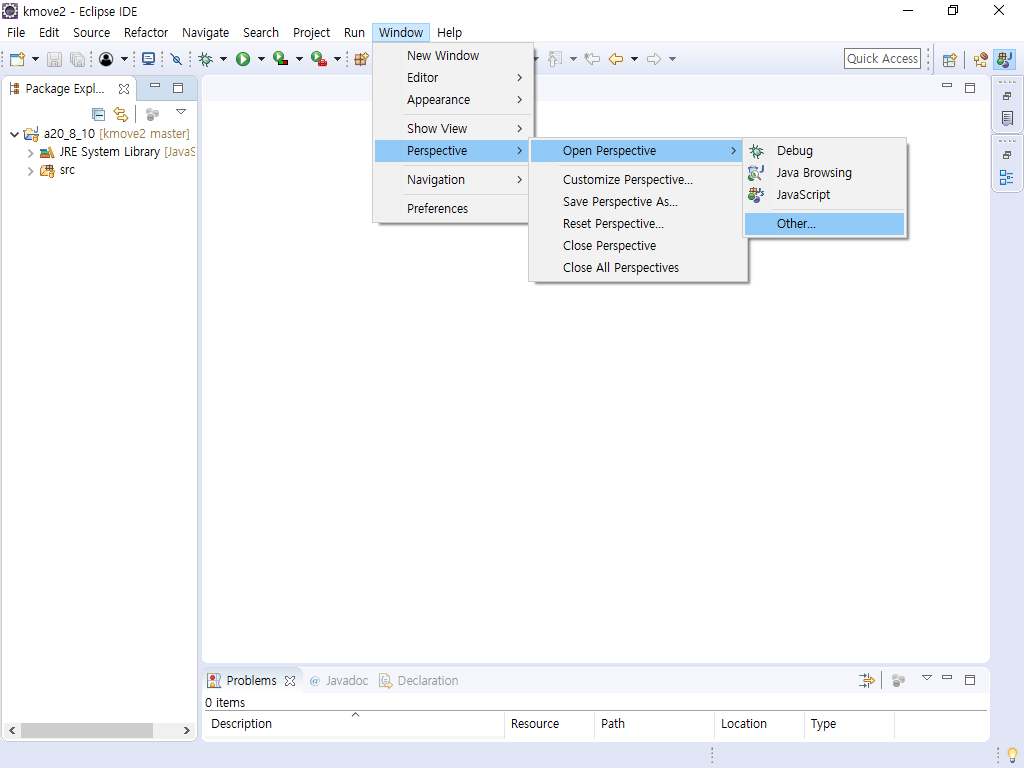 kmove2 - Eclipse IDE
File Edit Source Refactor Navigate Search Project Run Window Help
Quick Access
Package Expl...
a20_8_10 [kmove2 master]
JRE System Library [JavaS
src
New Window
Editor
Appearance
Show View
Perspective
Navigation
Preferences
Open Perspective
Customize Perspective...
Save Perspective As...
Reset Perspective...
Close Perspective
Close All Perspectives
Debug
Java Browsing
JavaScript
Other...
Problems @ Javadoc Declaration
0 items
Description Resource Path Location Type